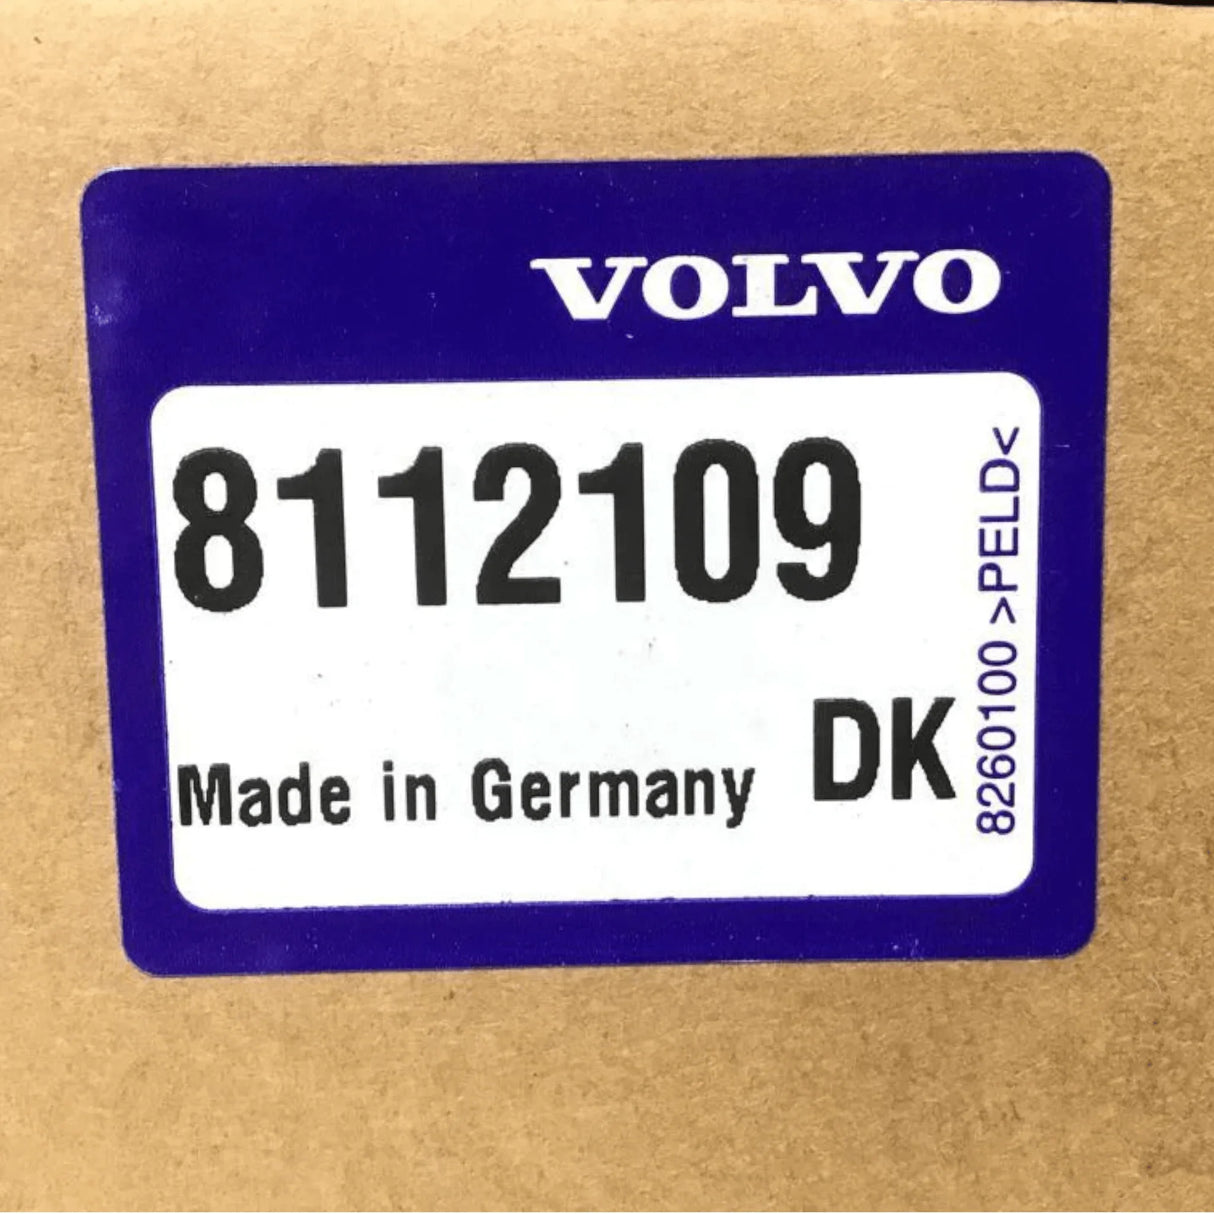 VOLVO
8112109
Made in Germany
DK
8260100 >PELD<